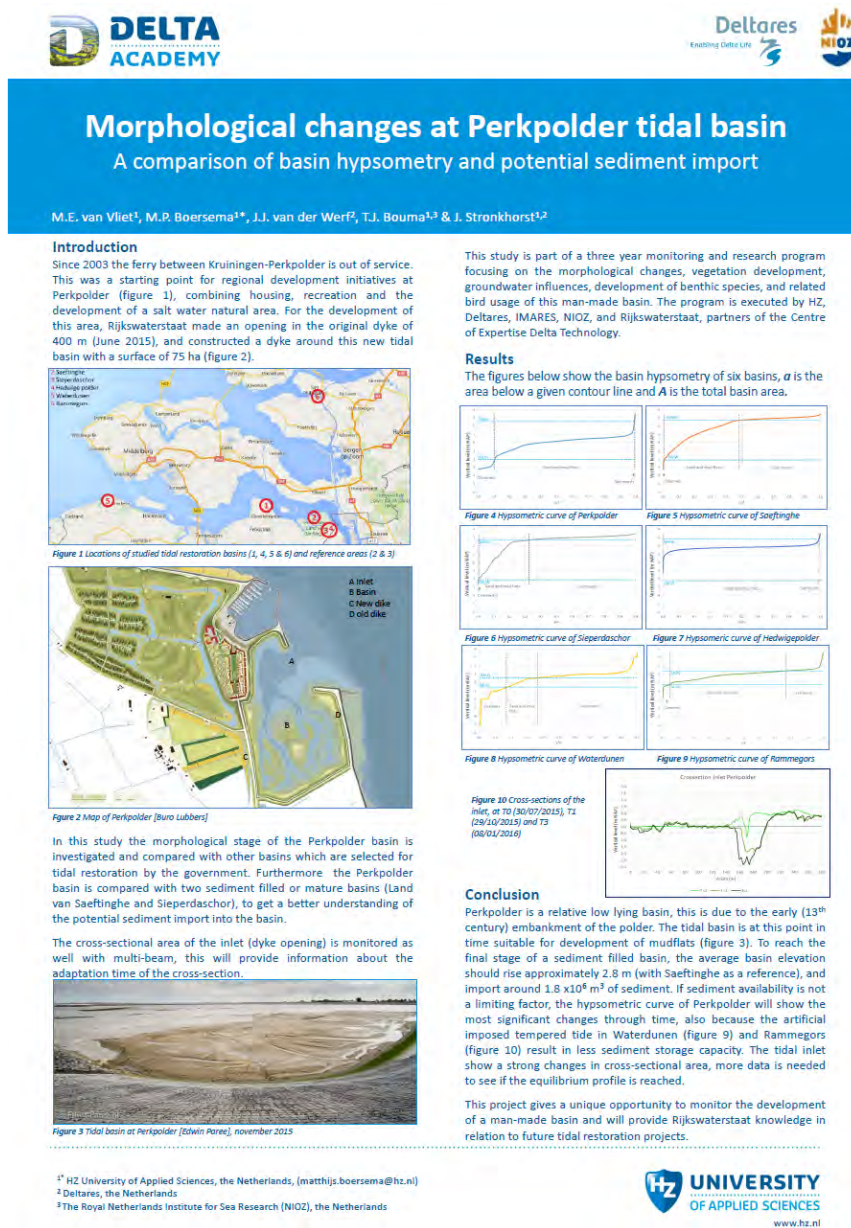 DELTA
ACADEMY
Deltares
Enabling Delta Life
NIOZ
Morphological changes at Perkpolder tidal basin
A comparison of basin hypsometry and potential sediment import
M.E. van Vliet¹, M.P. Boersema¹*, J.J. van der Werf², T.J. Bouma¹,³ & J. Stronkhorst¹,²
Introduction
Since 2003 the ferry between Kruiningen-Perkpolder is out of service.
This was a starting point for regional development initiatives at
Perkpolder (figure 1), combining housing, recreation and the
development of a salt water natural area. For the development of
this area, Rijkswaterstaat made an opening in the original dyke of
400 m (June 2015), and constructed a dyke around this new tidal
basin with a surface of 75 ha (figure 2).
2 Saeftinghe
3 Sieperdaschor
4 Hedwige polder
5 Waterdunen
6 Rammegors
Middelburg
5
1
2
3 4
Figure 1 Locations of studied tidal restoration basins (1, 4, 5 & 6) and reference areas (2 & 3)
A Inlet
B Basin
C New dike
D old dike
A
B
D
C
Fgure 2 Map of Perkpolder [Buro Lubbers]
In this study the morphological stage of the Perkpolder basin is
investigated and compared with other basins which are selected for
tidal restoration by the government. Furthermore the Perkpolder
basin is compared with two sediment filled or mature basins (Land
van Saeftinghe and Sieperdaschor), to get a better understanding of
the potential sediment import into the basin.
The cross-sectional area of the inlet (dyke opening) is monitored as
well with multi-beam, this will provide information about the
adaptation time of the cross-section.
Figure 3 Tidal basin at Perkpolder [Edwin Paree], november 2015
This study is part of a three year monitoring and research program
focusing on the morphological changes, vegetation development,
groundwater influences, development of benthic species, and related
bird usage of this man-made basin. The program is executed by HZ,
Deltares, IMARES, NIOZ, and Rijkswaterstaat, partners of the Centre
of Expertise Delta Technology.
Results
The figures below show the basin hypsometry of six basins, a is the
area below a given contour line and A is the total basin area.
Figure 4 Hypsometric curve of Perkpolder
Figure 5 Hypsometric curve of Saeftinghe
Figure 6 Hypsometric curve of Sieperdaschor
Figure 7 Hypsomeric curve of Hedwigepolder
Figure 8 Hypsometric curve of Waterdunen
Figure 9 Hypsometric curve of Rammegors
Figure 10 Cross-sections of the
inlet, at T0 (30/07/2015), T1
(29/10/2015) and T3
(08/01/2016)
Crossection inlet Perkpolder
Conclusion
Perkpolder is a relative low lying basin, this is due to the early (13th
century) embankment of the polder. The tidal basin is at this point in
time suitable for development of mudflats (figure 3). To reach the
final stage of a sediment filled basin, the average basin elevation
should rise approximately 2.8 m (with Saeftinghe as a reference), and
import around 1.8 x10⁶ m³ of sediment. If sediment availability is not
a limiting factor, the hypsometric curve of Perkpolder will show the
most significant changes through time, also because the artificial
imposed tempered tide in Waterdunen (figure 9) and Rammegors
(figure 10) result in less sediment storage capacity. The tidal inlet
show a strong changes in cross-sectional area, more data is needed
to see if the equilibrium profile is reached.
This project gives a unique opportunity to monitor the development
of a man-made basin and will provide Rijkswaterstaat knowledge in
relation to future tidal restoration projects.
¹* HZ University of Applied Sciences, the Netherlands, (matthijs.boersema@hz.nl)
² Deltares, the Netherlands
³ The Royal Netherlands Institute for Sea Research (NIOZ), the Netherlands
HZ UNIVERSITY
OF APPLIED SCIENCES
www.hz.nl